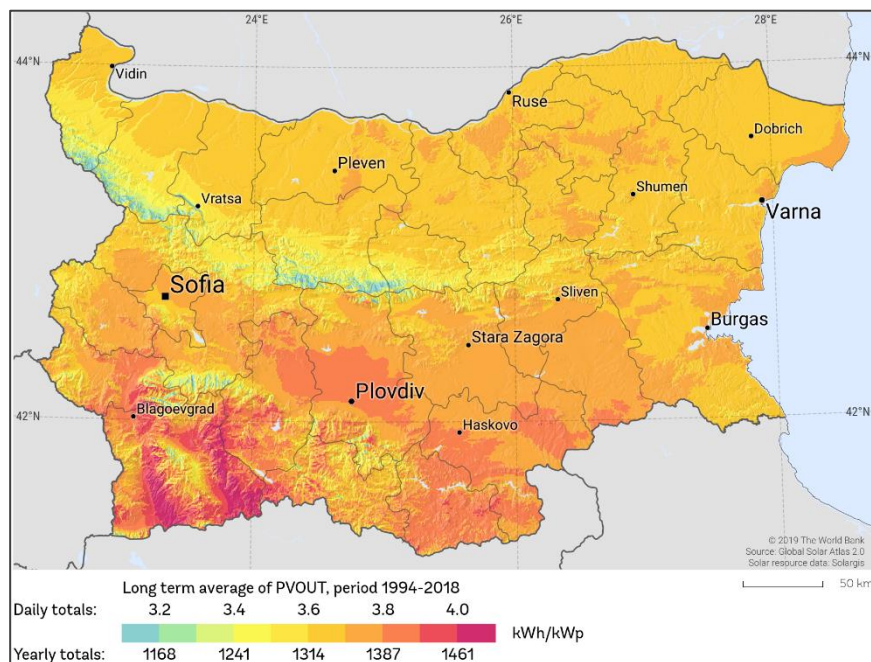 24°E 26°E 28°E
44°N 44°N
Vidin
Ruse
Dobrich
Pleven
Shumen
Vratsa
Varna
Sofia
Sliven
Burgas
Stara Zagora
Plovdiv
42°N 42°N
Blagoevgrad
Haskovo
© 2019 The World Bank
Source: Global Solar Atlas 2.0
Solar resource data: Solargis
50 km
Long term average of PVOUT, period 1994-2018
Daily totals: 3.2 3.4 3.6 3.8 4.0
kWh/kWp
Yearly totals: 1168 1241 1314 1387 1461